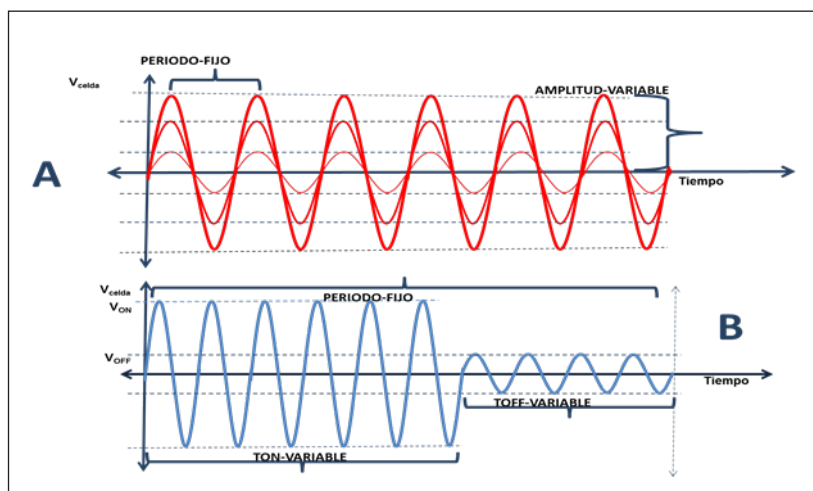 PERIODO-FIJO
Vcelda
AMPLITUD-VARIABLE
A
Tiempo
Vcelda
PERIODO-FIJO
VON
B
VOFF
Tiempo
TOFF-VARIABLE
TON-VARIABLE